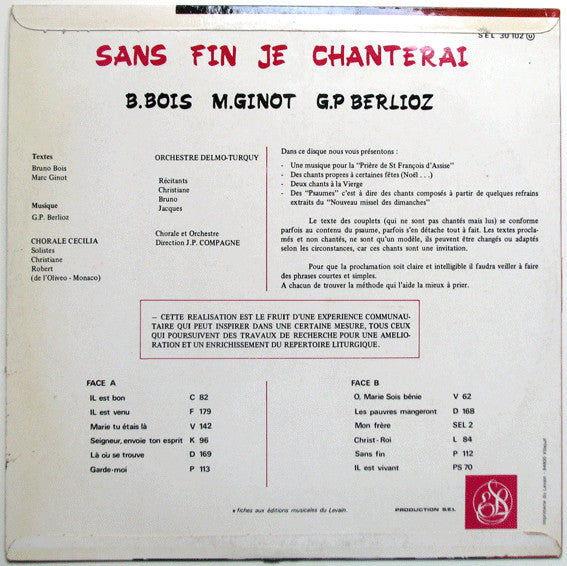 SEL 30 102 U
SANS FIN JE CHANTERAI
B.BOIS M.GINOT G.P BERLIOZ
Textes
Bruno Bois
Marc Ginot
Musique
G.P. Berlioz
CHORALE CECILIA
Solistes
Christiane
Robert
(de l'Oliveo - Monaco)
ORCHESTRE DELMO-TURQUY
Récitants
Christiane
Bruno
Jacques
Chorale et Orchestre
Direction J.P. COMPAGNE
Dans ce disque nous vous présentons :
- Une musique pour la "Prière de St François d'Assise"
- Des chants propres à certaines fêtes (Noël . . .)
- Deux chants à la Vierge
- Des "Psaumes" c'est à dire des chants composés à partir de quelques refrains
extraits du "Nouveau missel des dimanches"
Le texte des couplets (qui ne sont pas chantés mais lus) se conforme
parfois au contenu du psaume, parfois s'en détache tout à fait. Les textes procla-
més et non chantés, ne sont qu'un modèle, ils peuvent être changés ou adaptés
selon les circonstances, car ces chants sont une invitation.
Pour que la proclamation soit claire et intelligible il faudra veiller à faire
des phrases courtes et simples.
A chacun de trouver la méthode qui l'aide la mieux à prier.
– CETTE REALISATION EST LE FRUIT D'UNE EXPERIENCE COMMUNAU-
TAIRE QUI PEUT INSPIRER DANS UNE CERTAINE MESURE, TOUS CEUX
QUI POURSUIVENT DES TRAVAUX DE RECHERCHE POUR UNE AMELIO-
RATION ET UN ENRICHISSEMENT DU REPERTOIRE LITURGIQUE.
FACE A
IL est bon C 82
IL est venu F 179
Marie tu étais là V 142
Seigneur, envoie ton esprit K 96
Là où se trouve D 169
Garde-moi P 113
FACE B
O, Marie Sois bénie V 62
Les pauvres mangeront D 168
Mon frère SEL 2
Christ-Roi L 84
Sans fin P 112
IL est vivant PS 70
* fiches aux éditions musicales du Levain.
PRODUCTION SEL